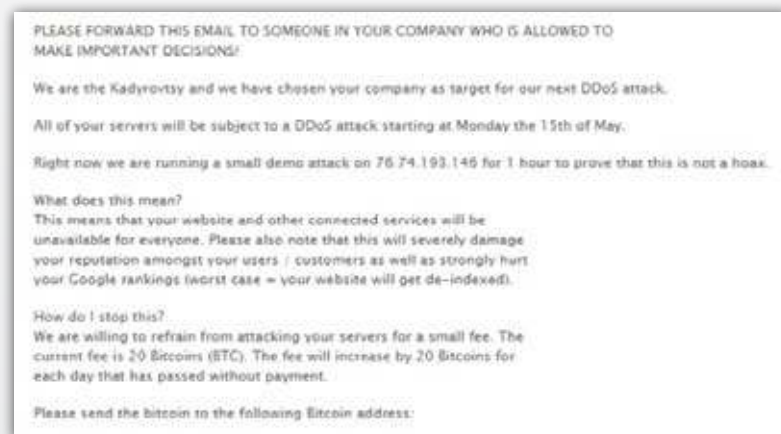 PLEASE FORWARD THIS EMAIL TO SOMEONE IN YOUR COMPANY WHO IS ALLOWED TO
MAKE IMPORTANT DECISIONS!
We are the Kadyrovtsy and we have chosen your company as target for our next DDoS attack.
All of your servers will be subject to a DDoS attack starting at Monday the 15th of May.
Right now we are running a small demo attack on 76.74.193.146 for 1 hour to prove that this is not a hoax.
What does this mean?
This means that your website and other connected services will be
unavailable for everyone. Please also note that this will severely damage
your reputation amongst your users / customers as well as strongly hurt
your Google rankings (worst case = your website will get de-indexed).
How do I stop this?
We are willing to refrain from attacking your servers for a small fee. The
current fee is 20 Bitcoins (BTC). The fee will increase by 20 Bitcoins for
each day that has passed without payment.
Please send the bitcoin to the following Bitcoin address: